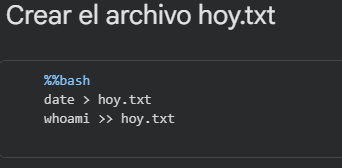 Crear el archivo hoy.txt
%%bash
date > hoy.txt
whoami >> hoy.txt